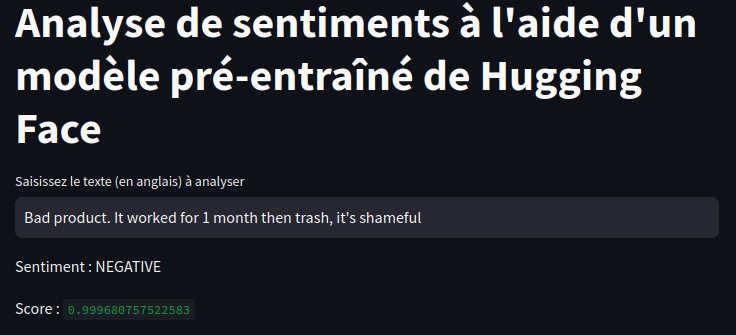 Analyse de sentiments à l'aide d'un
modèle pré-entraîné de Hugging
Face
Saisissez le texte (en anglais) à analyser
Bad product. It worked for 1 month then trash, it's shameful
Sentiment : NEGATIVE
Score : 0.999680757522583